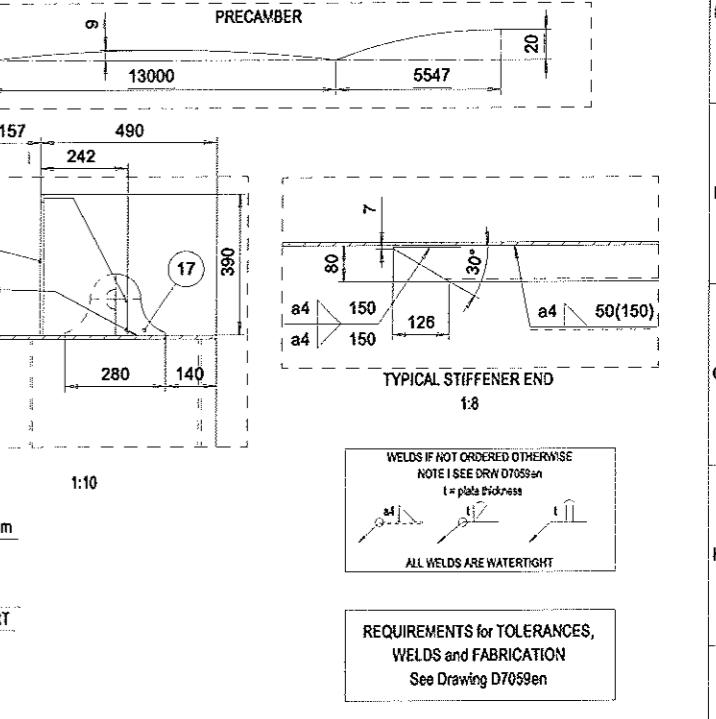 PRECAMBER
9
20
13000
5547
157
490
242
7
17
390
80
30°
a4
150
50(150)
a4
150
126
a4
280
140
TYPICAL STIFFENER END
1:8
1:10
WELDS IF NOT ORDERED OTHERWISE
NOTE ! SEE DRW D7059en
t = plate thickness
a4
t
t
ALL WELDS ARE WATERTIGHT
m
RT
REQUIREMENTS for TOLERANCES,
WELDS and FABRICATION
See Drawing D7059en